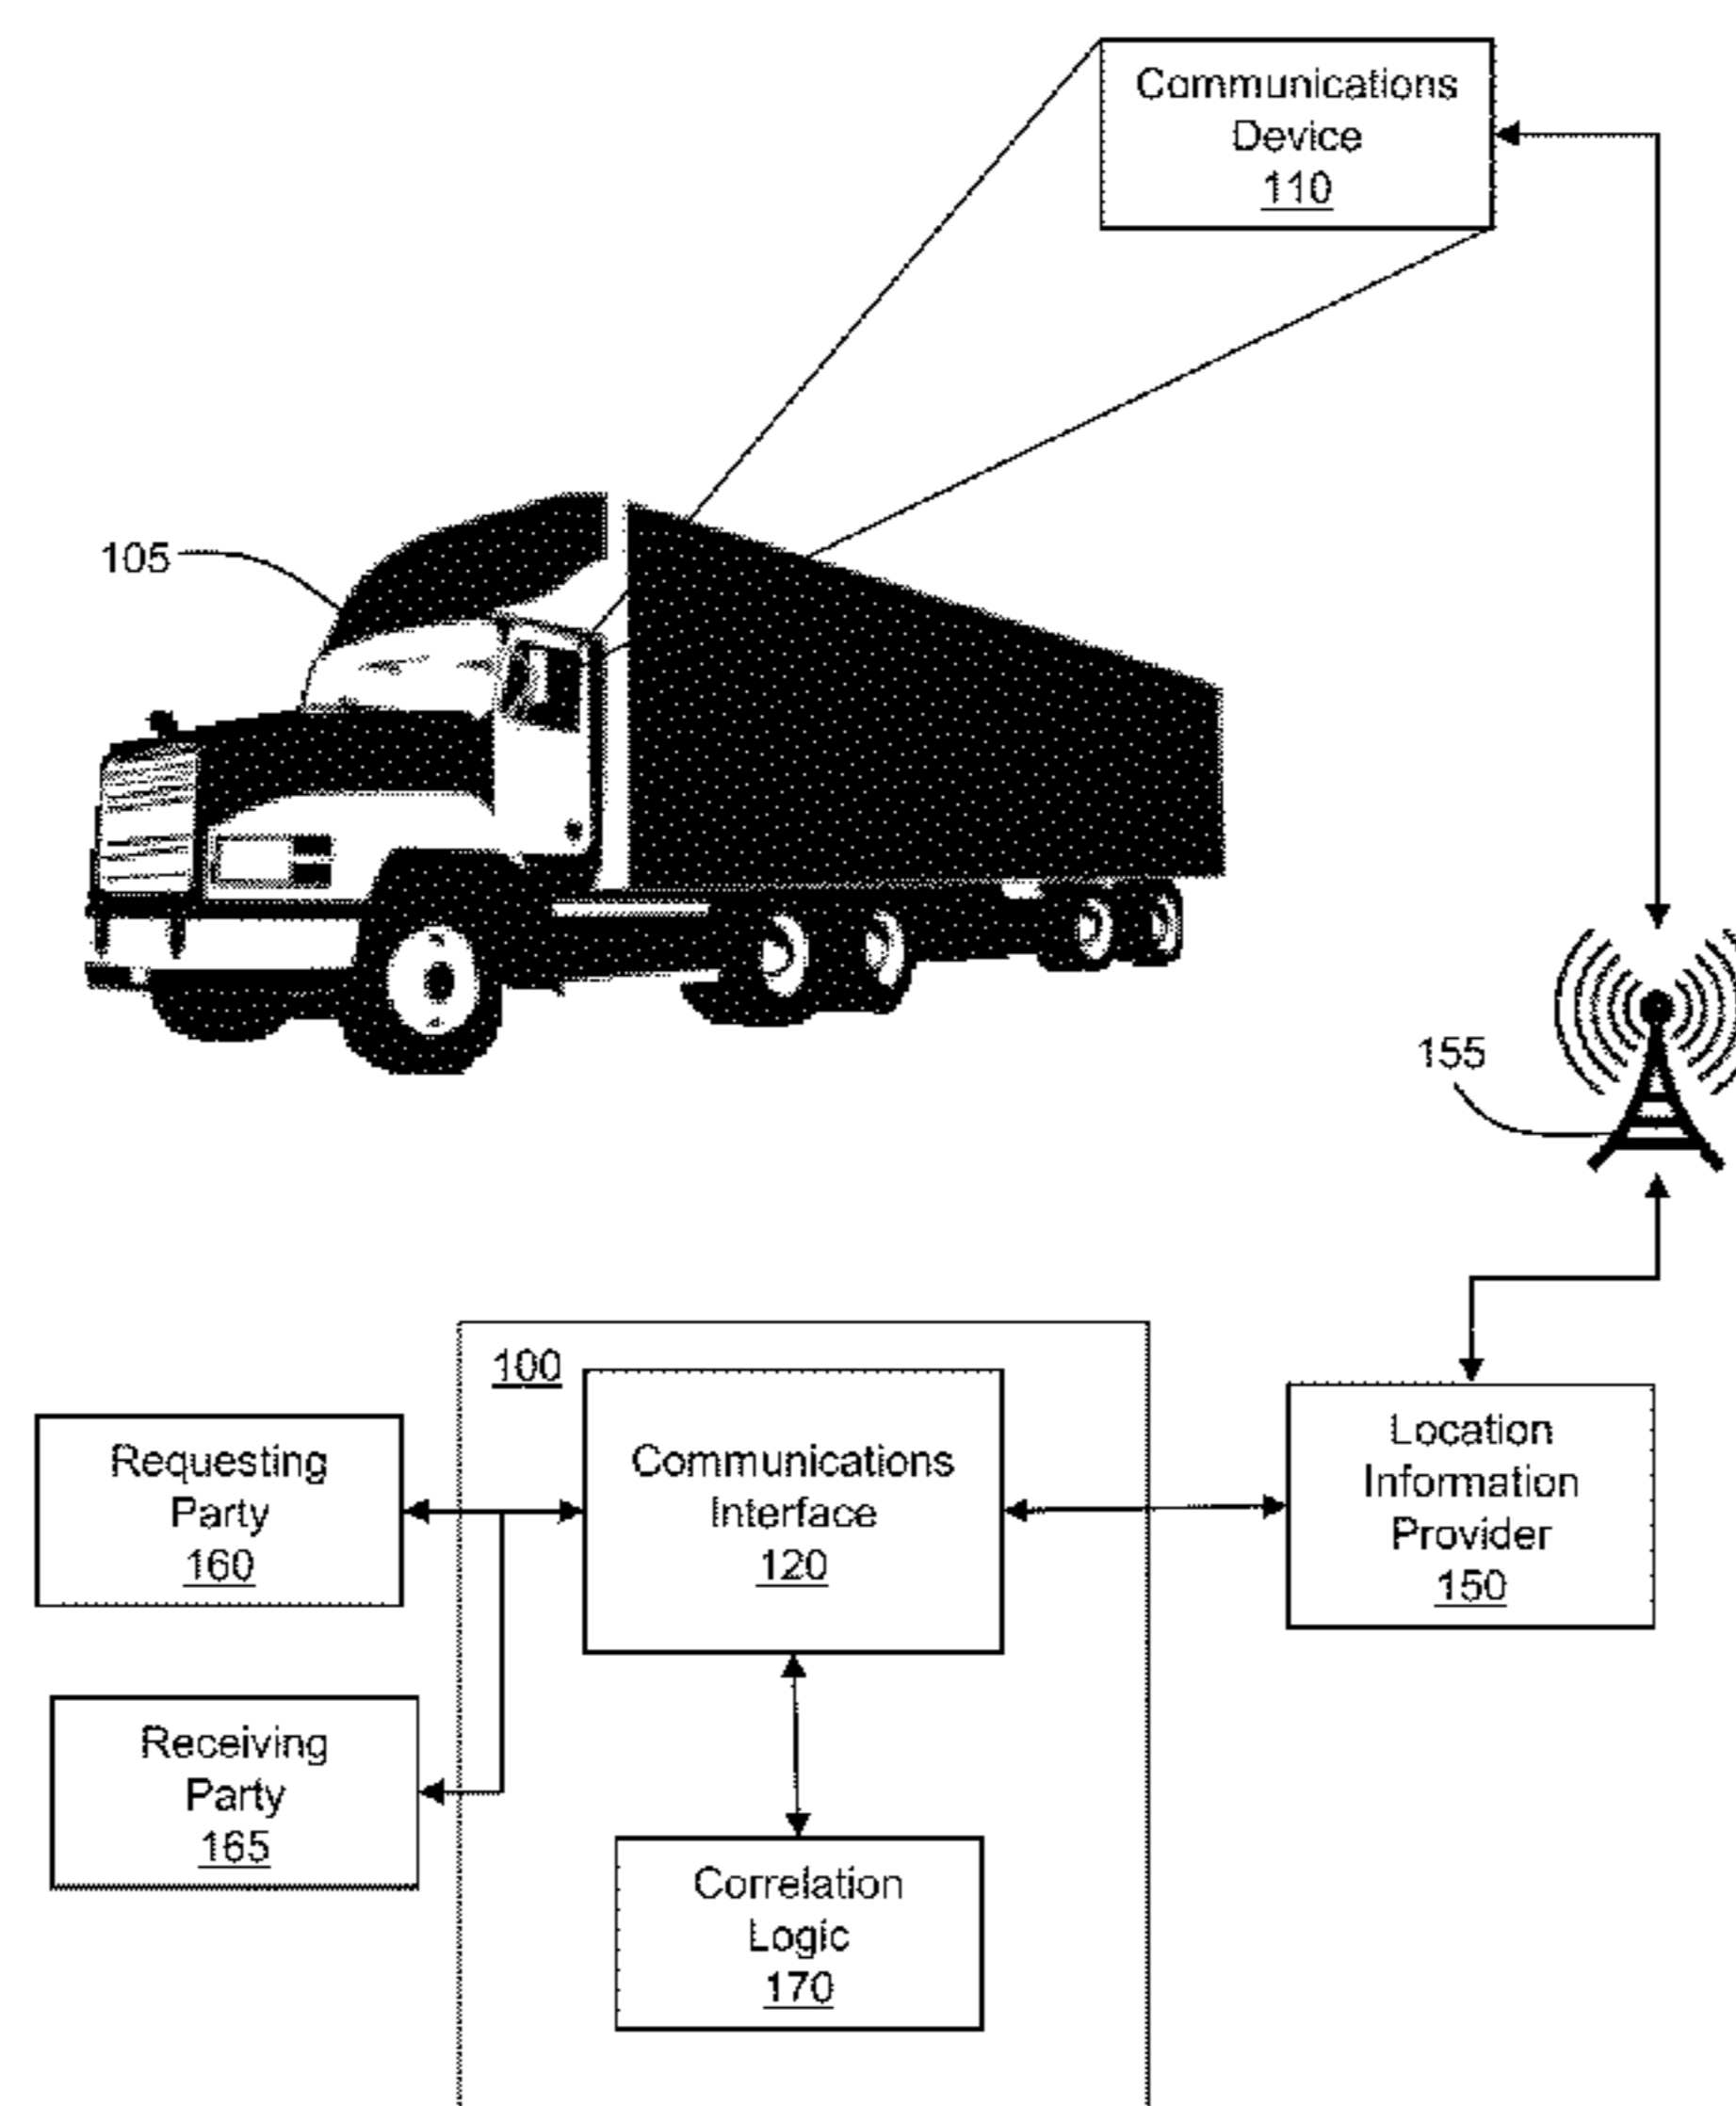 Communications
Device
110
105
155
100
Requesting
Party
160
Communications
Interface
120
Location
Information
Provider
150
Receiving
Party
165
Correlation
Logic
170